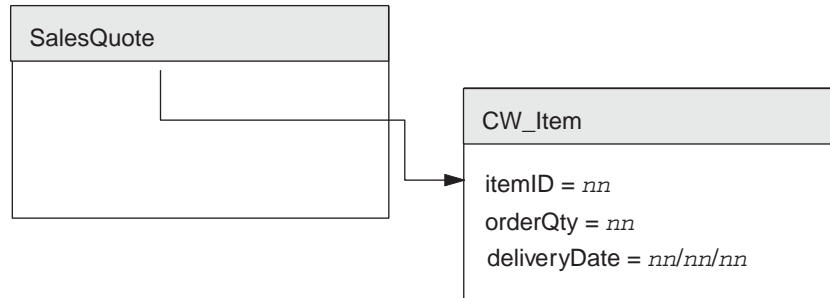 SalesQuote
CW_Item
itemID = nn
orderQty = nn
deliveryDate = nn/nn/nn